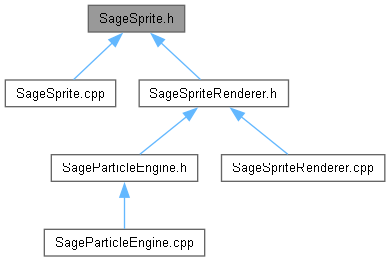 SageSprite.h
SageSprite.cpp
SageSpriteRenderer.h
SageParticleEngine.h
SageSpriteRenderer.cpp
SageParticleEngine.cpp